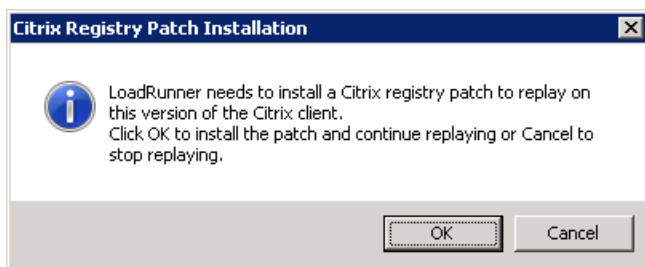 Citrix Registry Patch Installation
LoadRunner needs to install a Citrix registry patch to replay on
this version of the Citrix client.
Click OK to install the patch and continue replaying or Cancel to
stop replaying.
OK
Cancel